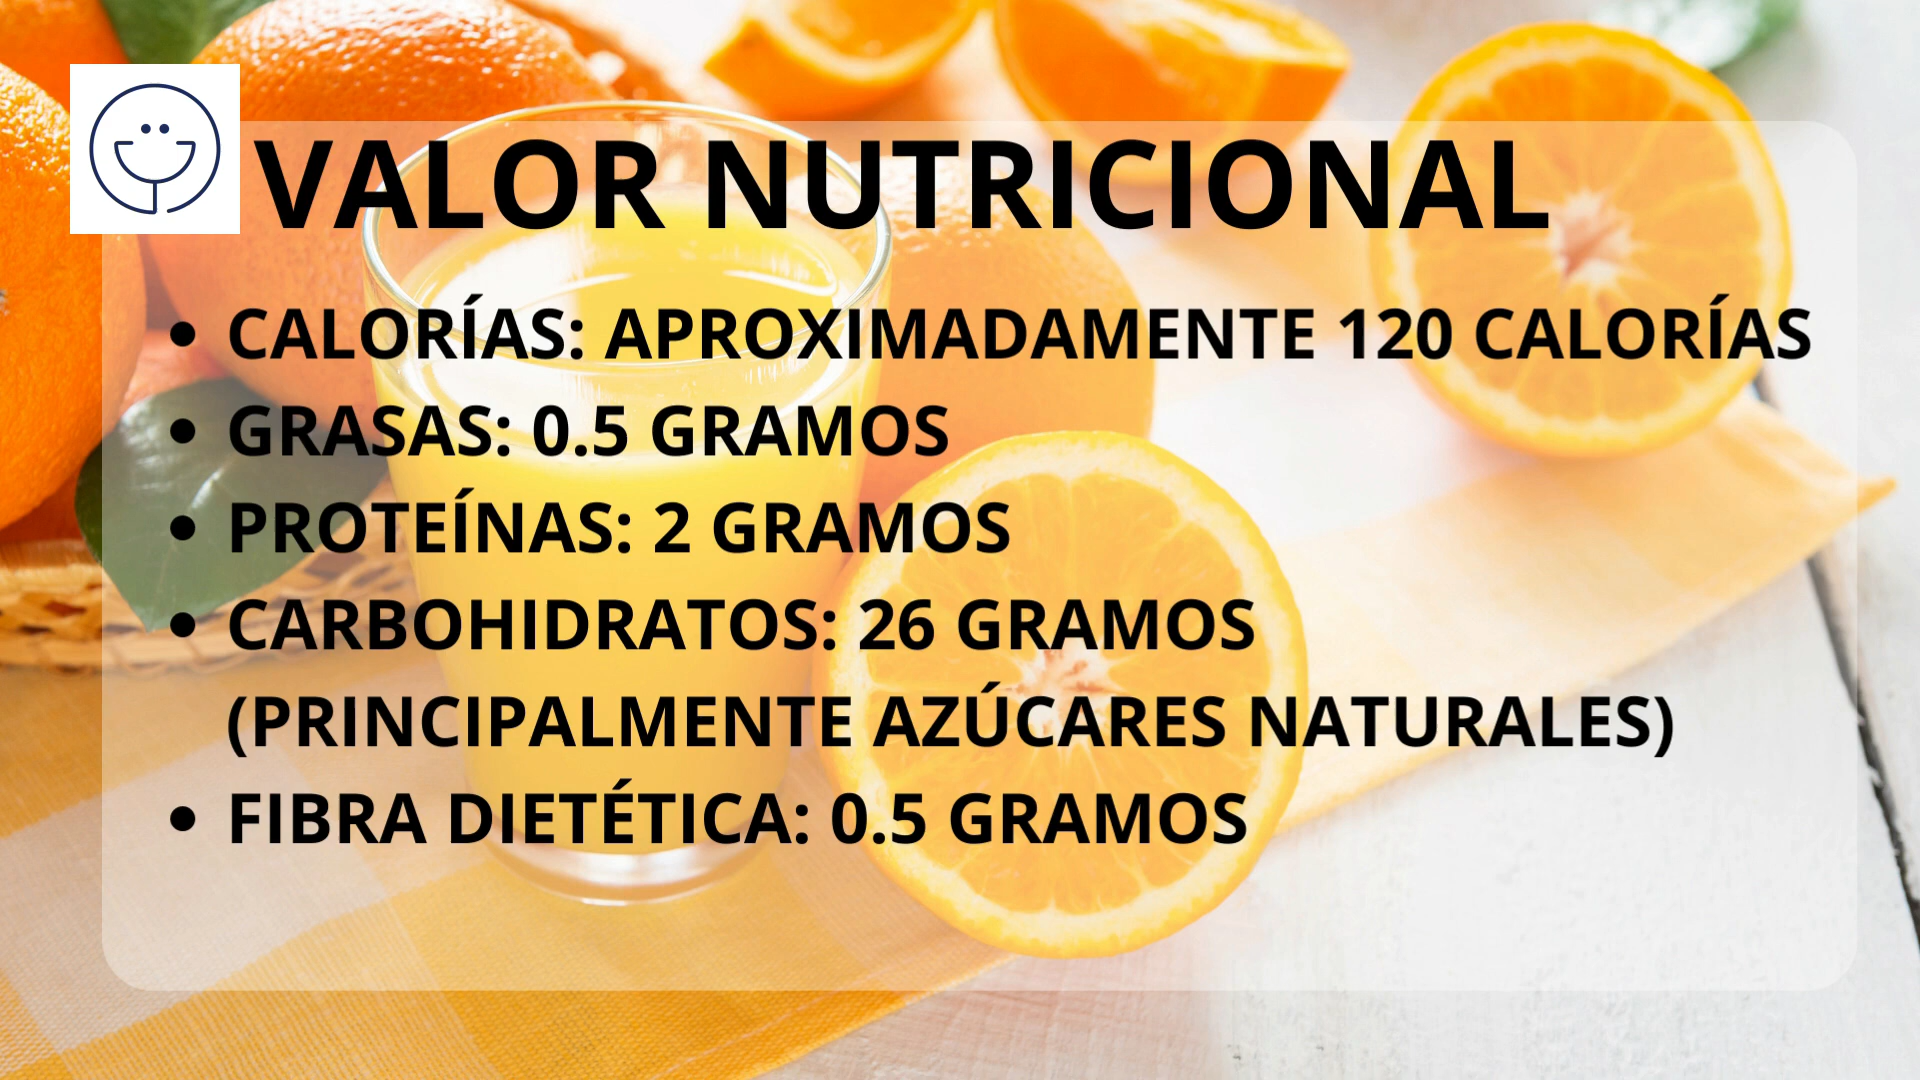 VALOR NUTRICIONAL
• CALORÍAS: APROXIMADAMENTE 120 CALORÍAS
• GRASAS: 0.5 GRAMOS
• PROTEÍNAS: 2 GRAMOS
• CARBOHIDRATOS: 26 GRAMOS
(PRINCIPALMENTE AZÚCARES NATURALES)
• FIBRA DIETÉTICA: 0.5 GRAMOS